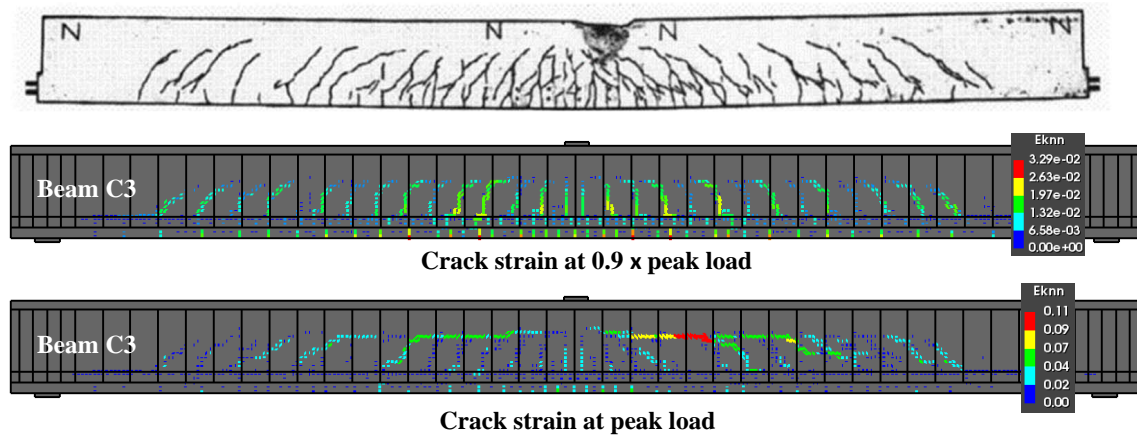 N N N N
Eknn
3.29e-02
2.63e-02
1.97e-02
1.32e-02
6.58e-03
0.00e+00
Beam C3
Crack strain at 0.9 x peak load
Eknn
0.11
0.09
0.07
0.04
0.02
0.00
Beam C3
Crack strain at peak load